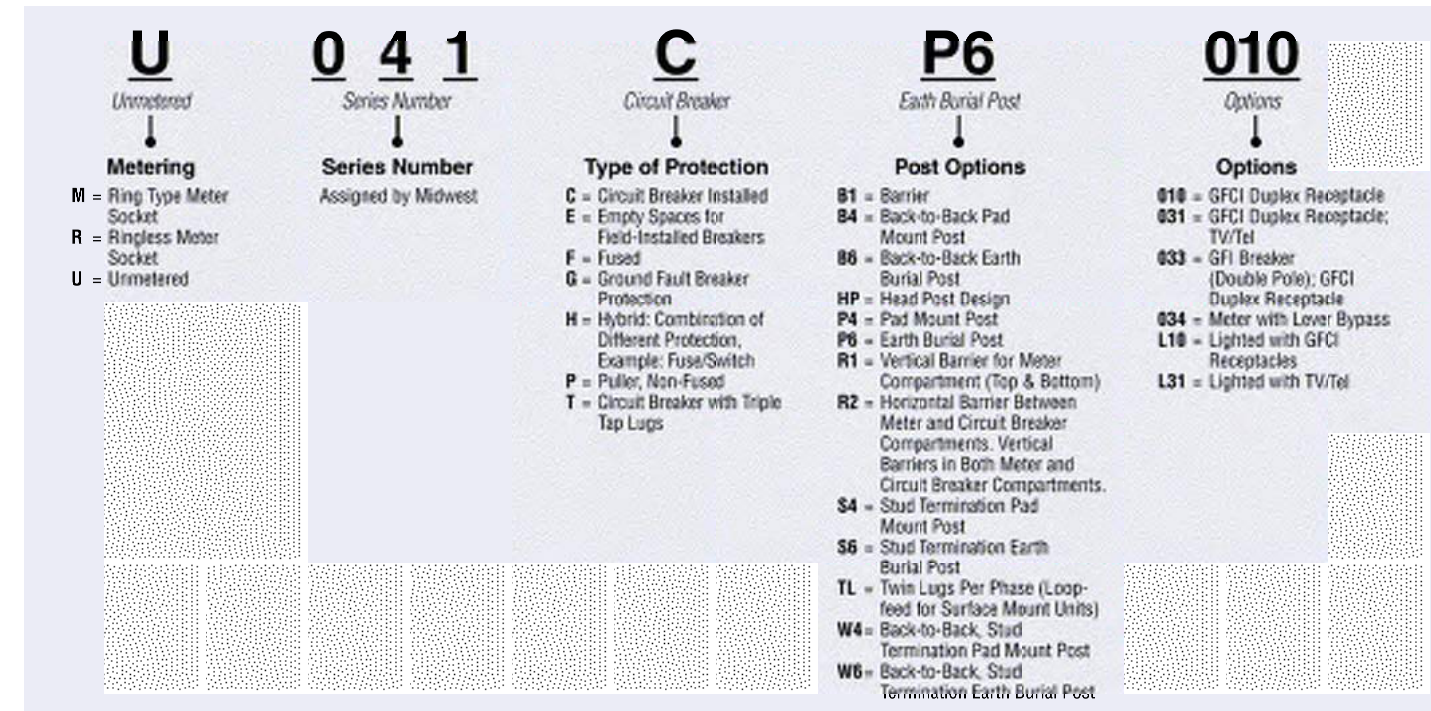 U
0 4 1
C
P6
010
Unmetered
Series Number
Circuit Breaker
Earth Burial Post
Options
Metering
M = Ring Type Meter
Socket
R = Ringless Meter
Socket
U = Unmetered
Series Number
Assigned by Midwest
Type of Protection
C = Circuit Breaker Installed
E = Empty Spaces for
Field-Installed Breakers
F = Fused
G = Ground Fault Breaker
Protection
H = Hybrid: Combination of
Different Protection,
Example: Fuse/Switch
P = Puller, Non-Fused
T = Circuit Breaker with Triple
Tap Lugs
Post Options
B1 = Barrier
B4 = Back-to-Back Pad
Mount Post
B6 = Back-to-Back Earth
Burial Post
HP = Head Post Design
P4 = Pad Mount Post
P6 = Earth Burial Post
R1 = Vertical Barrier for Meter
Compartment (Top & Bottom)
R2 = Horizontal Barrier Between
Meter and Circuit Breaker
Compartments. Vertical
Barriers in Both Meter and
Circuit Breaker Compartments.
S4 = Stud Termination Pad
Mount Post
S6 = Stud Termination Earth
Burial Post
TL = Twin Lugs Per Phase (Loop-
feed for Surface Mount Units)
W4 = Back-to-Back, Stud
Termination Pad Mount Post
W6 = Back-to-Back, Stud
Termination Earth Burial Post
Options
010 = GFCI Duplex Receptacle
031 = GFCI Duplex Receptacle;
TV/Tel
033 = GFI Breaker
(Double Pole); GFCI
Duplex Receptacle
034 = Meter with Lever Bypass
L10 = Lighted with GFCI
Receptacles
L31 = Lighted with TV/Tel